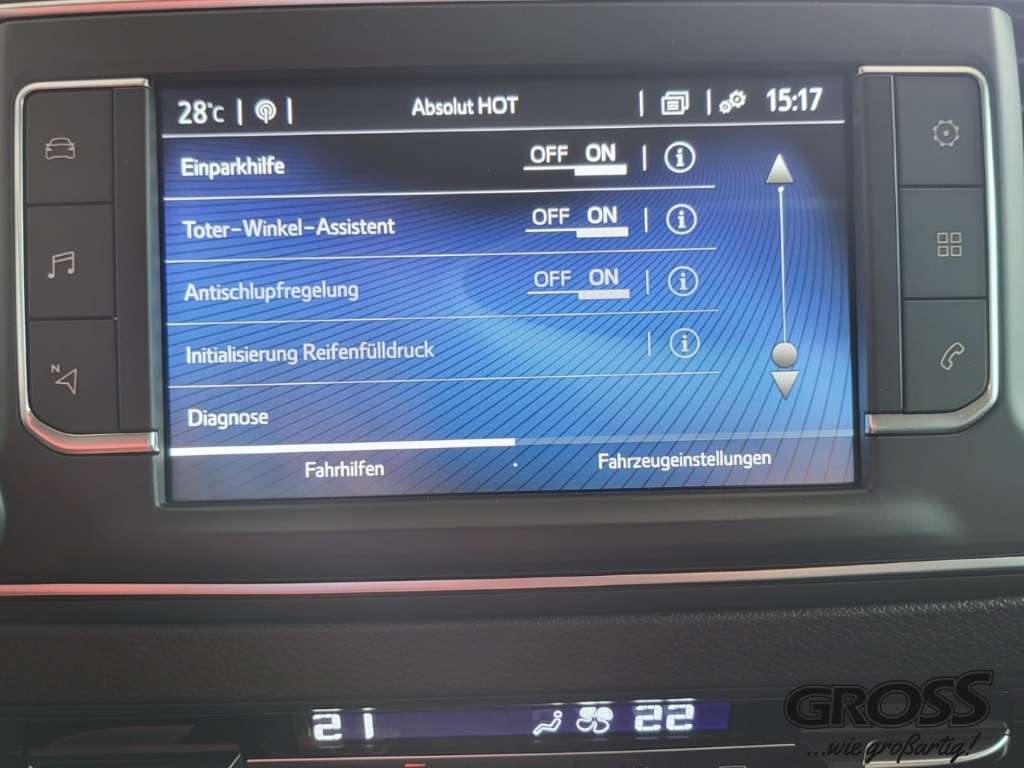 28°C Absolut HOT 15:17
Einparkhilfe OFF ON i
Toter-Winkel-Assistent OFF ON i
Antischlupfregelung OFF ON i
Initialisierung Reifenfülldruck i
N
Diagnose
Fahrhilfen Fahrzeugeinstellungen
21 22
GROSS
...wie großartig!